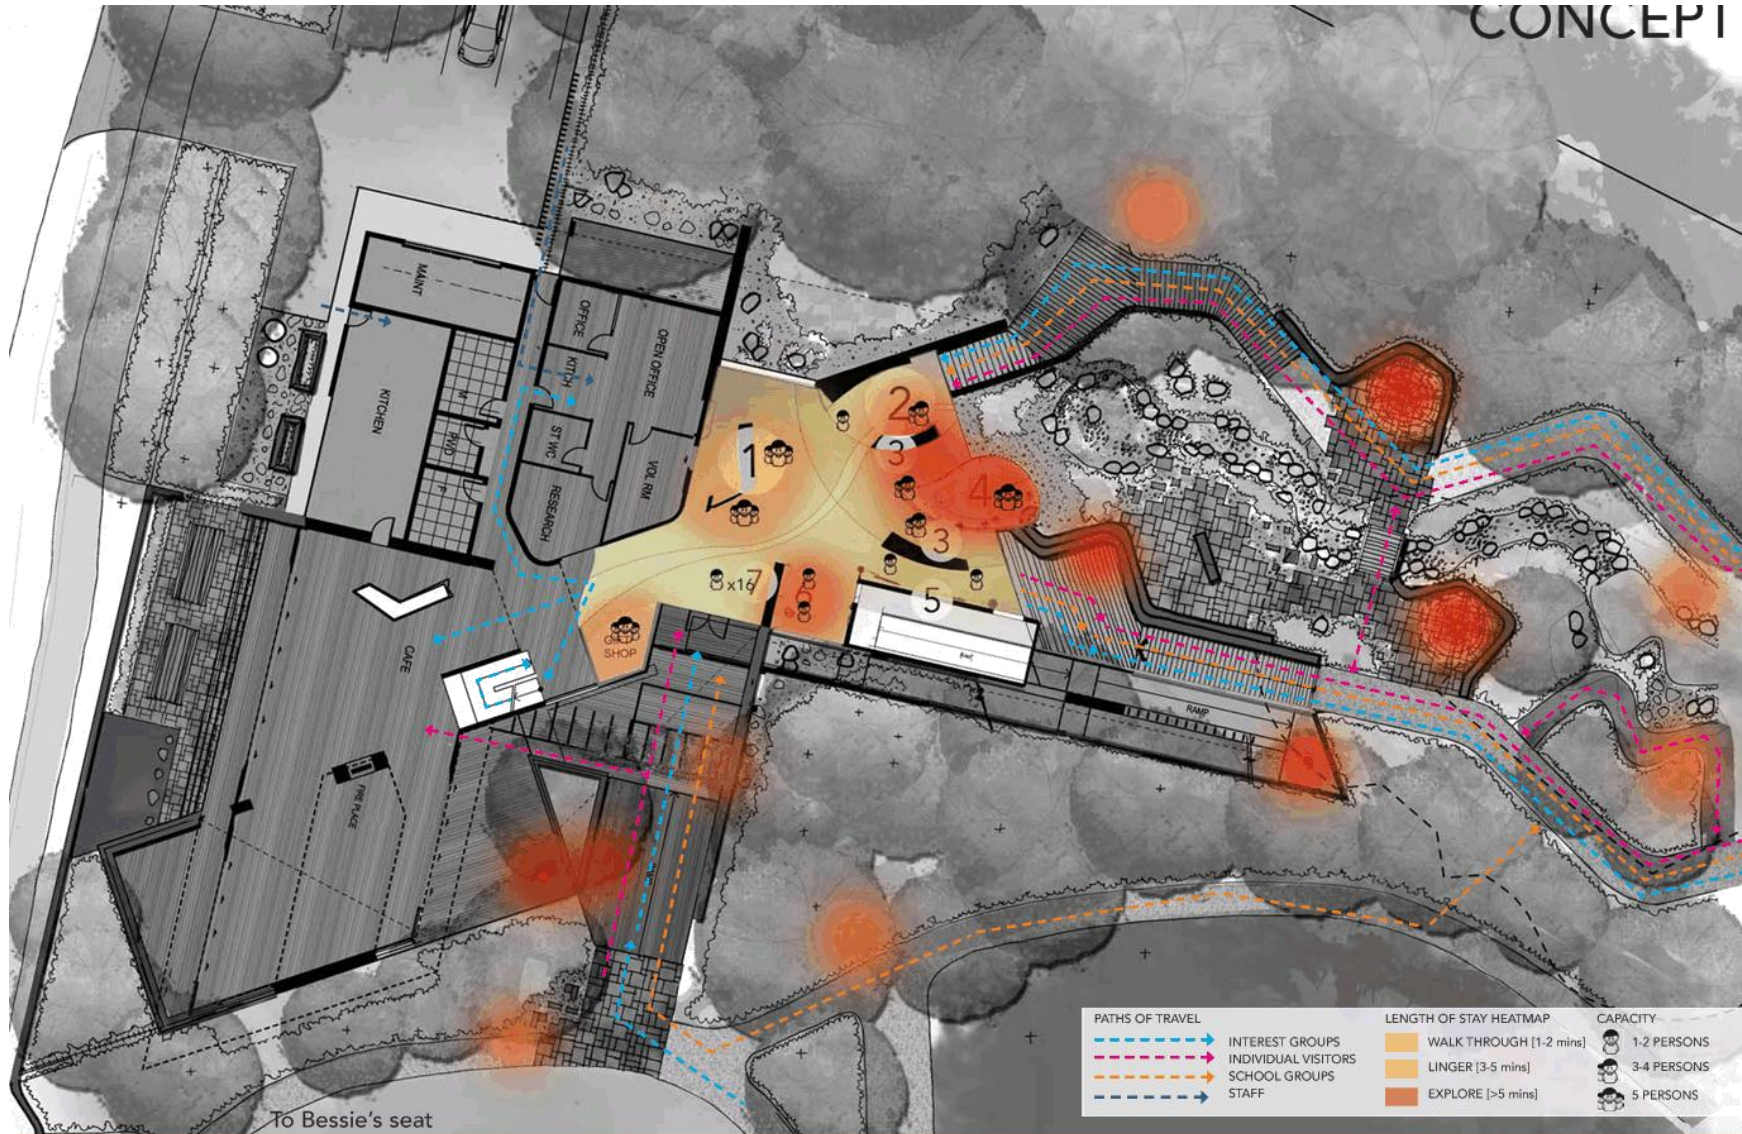 CONCEPT
MAINT
OFFICE
OPEN OFFICE
KITCH
KITCHEN
M
PWD
F
ST WC
VOL RM
RESEARCH
2
3
1
4
3
x16
7
5
SHOP
CAFE
FIRE PLACE
RAMP
To Bessie's seat
PATHS OF TRAVEL
INTEREST GROUPS
INDIVIDUAL VISITORS
SCHOOL GROUPS
STAFF
LENGTH OF STAY HEATMAP
WALK THROUGH [1-2 mins]
LINGER [3-5 mins]
EXPLORE [>5 mins]
CAPACITY
1-2 PERSONS
3-4 PERSONS
5 PERSONS